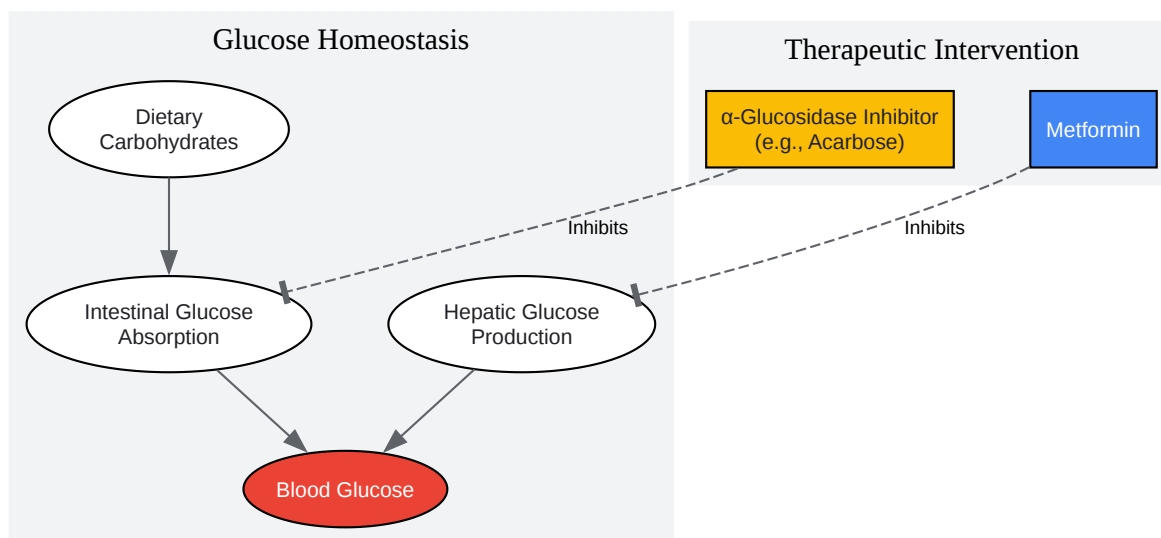 Glucose Homeostasis
Therapeutic Intervention
Dietary
Carbohydrates
α-Glucosidase Inhibitor
(e.g., Acarbose)
Metformin
Inhibits
Inhibits
Intestinal Glucose
Absorption
Hepatic Glucose
Production
Blood Glucose